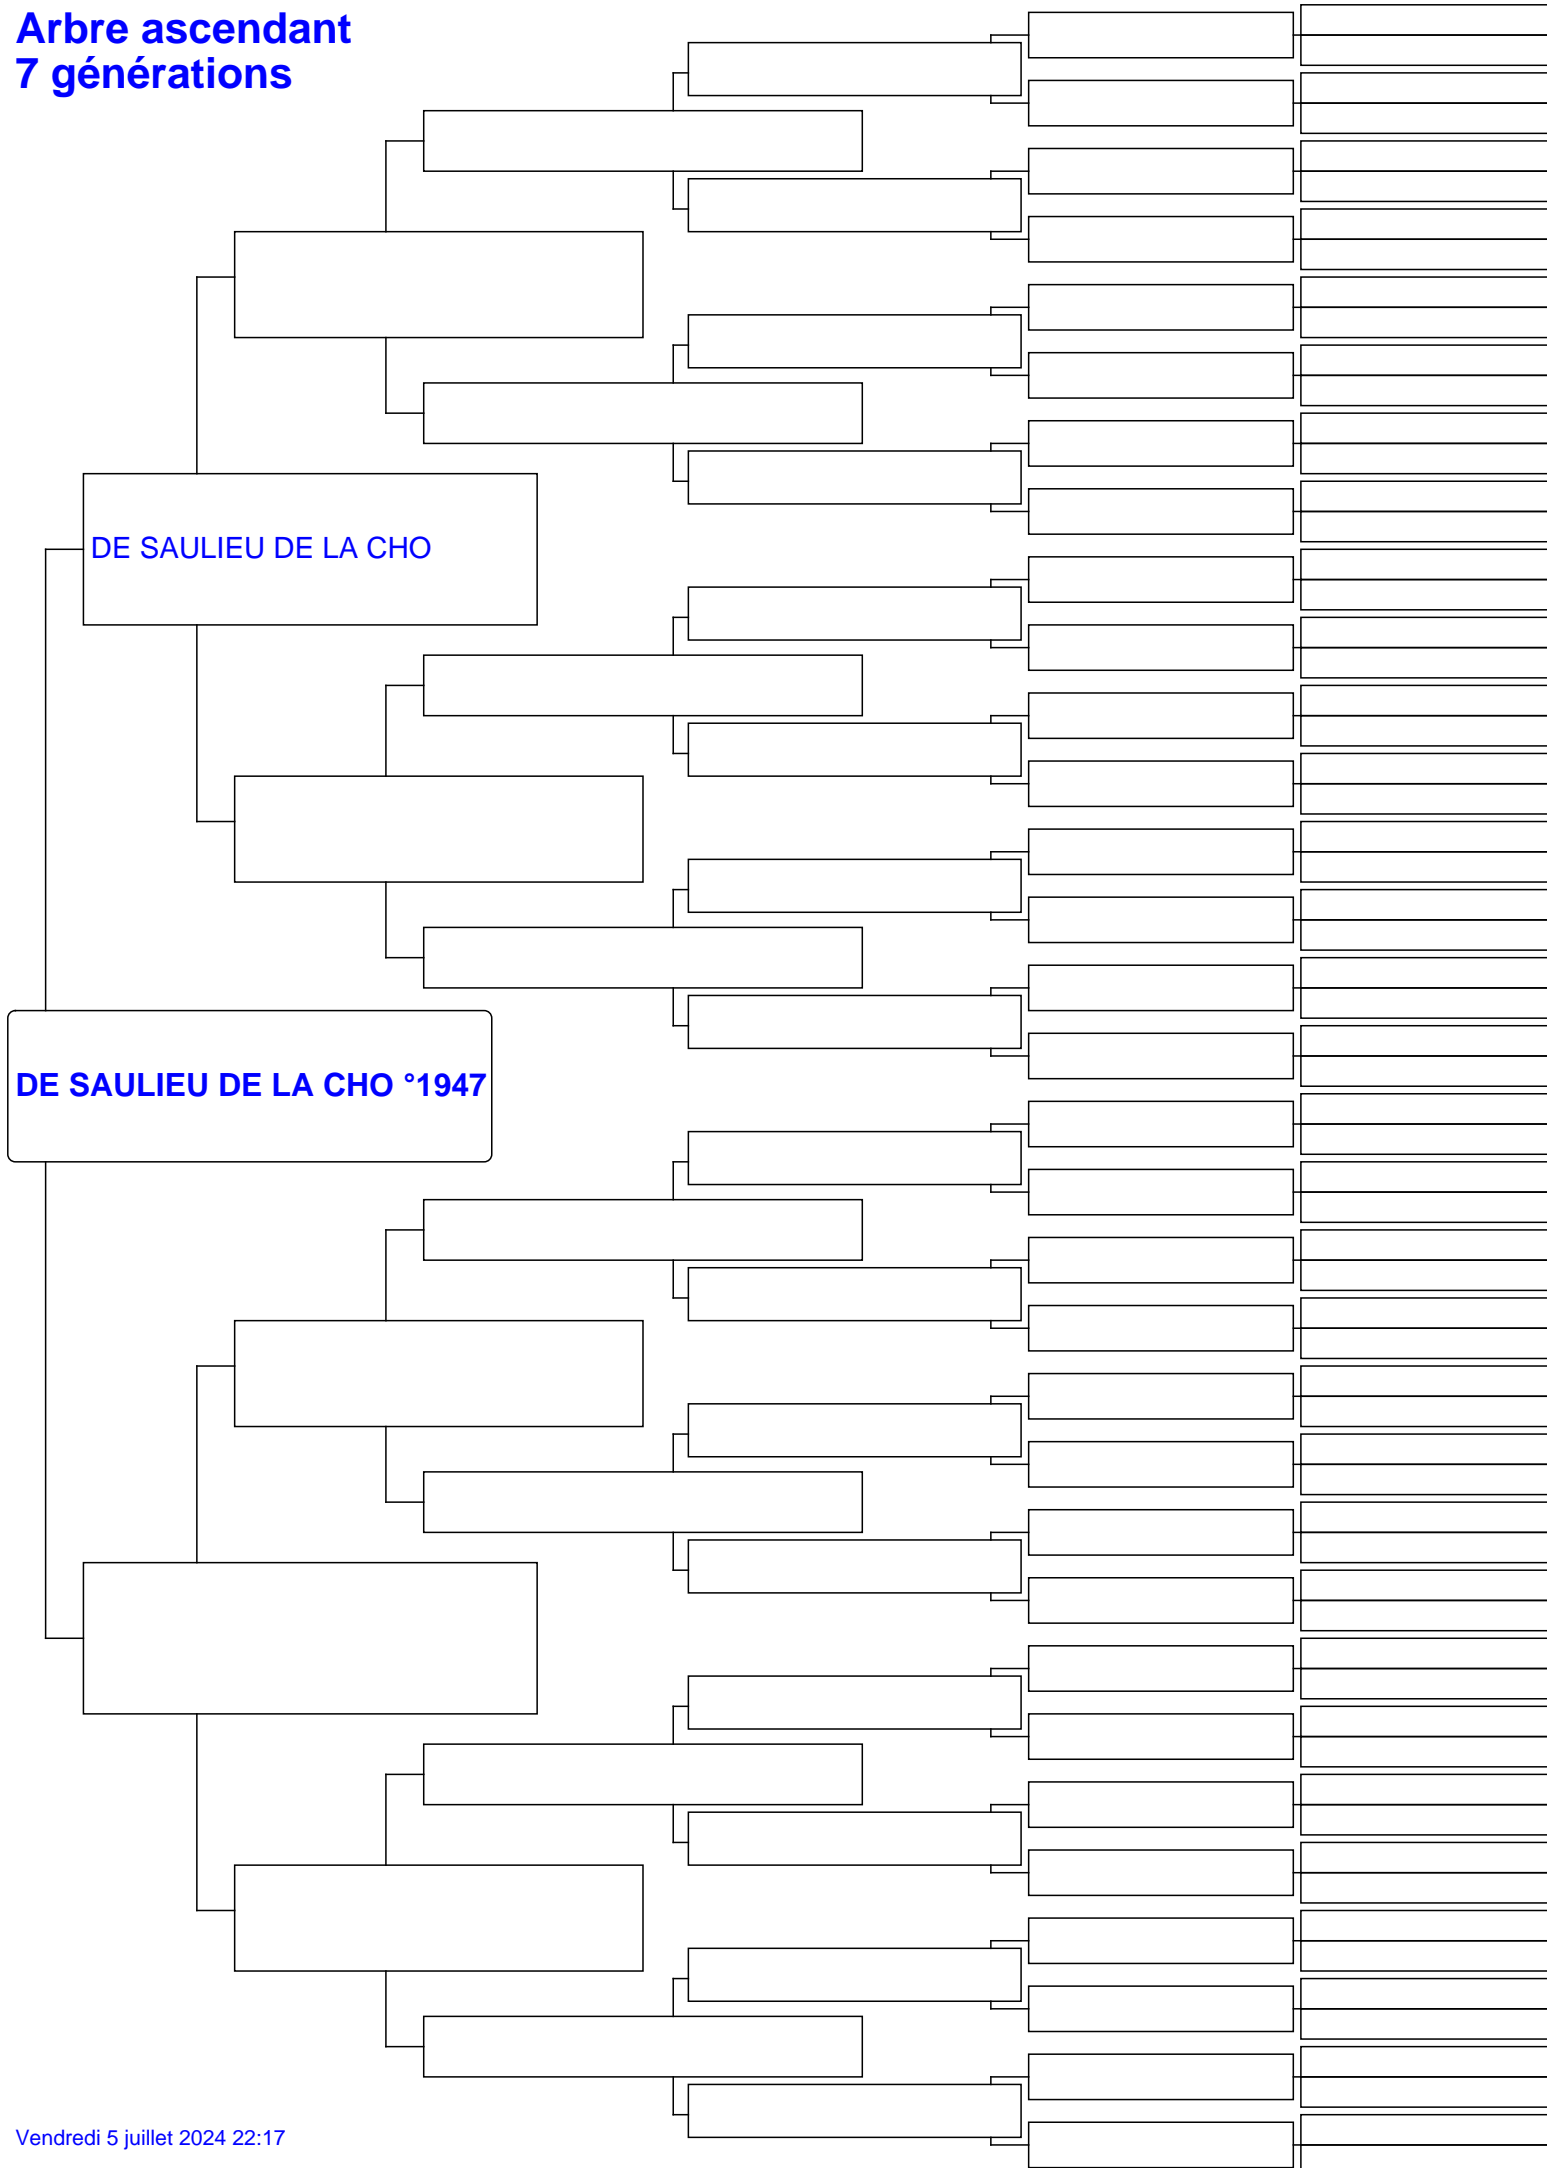 Arbre ascendant
7 générations
DE SAULIEU DE LA CHO
DE SAULIEU DE LA CHO °1947
Vendredi 5 juillet 2024 22:17